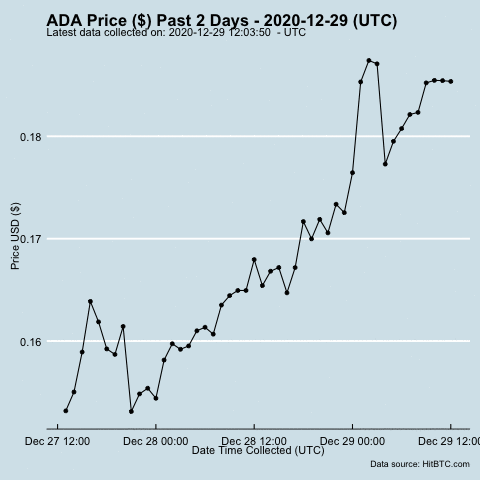 ADA Price ($) Past 2 Days - 2020-12-29 (UTC)
Latest data collected on: 2020-12-29 12:03:50 - UTC
0.18
0.17
0.16
Price USD ($)
Dec 27 12:00 Dec 28 00:00 Dec 28 12:00 Dec 29 00:00 Dec 29 12:00
Date Time Collected (UTC)
Data source: HitBTC.com